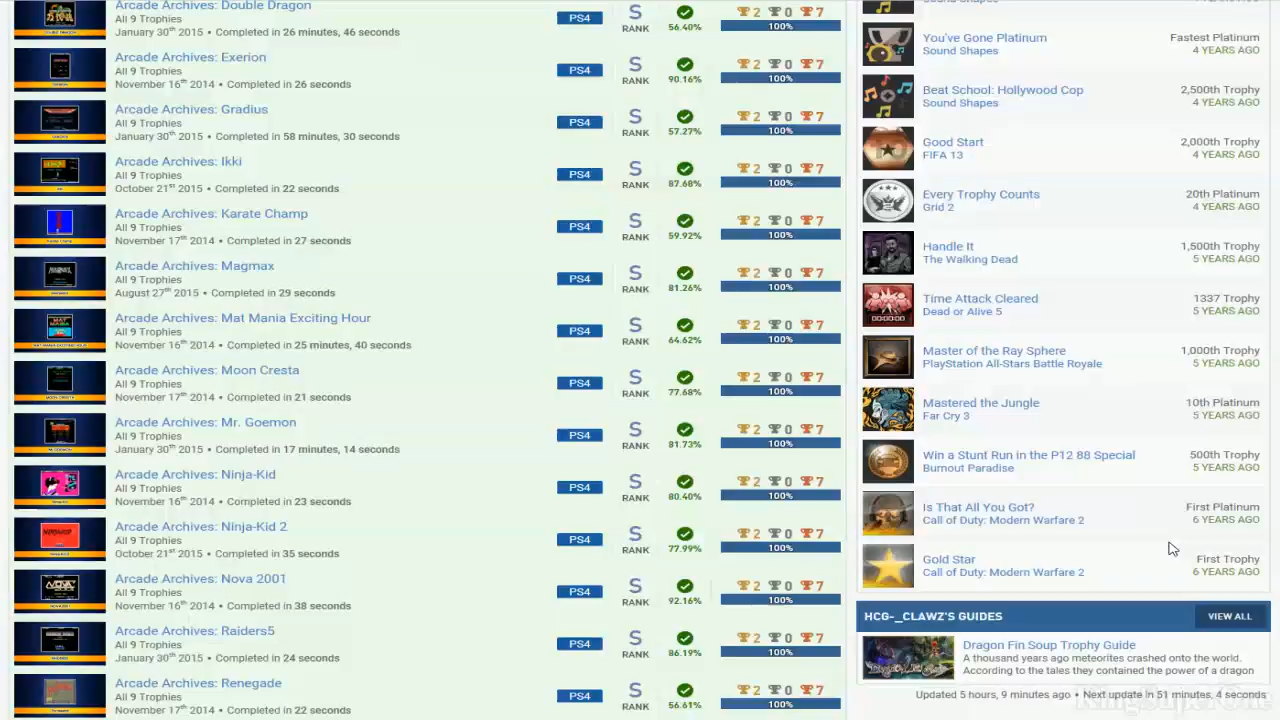 Arcade Archives: Double Dragon
All 9 Trophies
January 30th 2015 • Completed in 26 minutes, 46 seconds
PS4
S RANK
56.40%
2 0 7
100%
Arcade Archives: Exerion
All 9 Trophies
November 16th 2014 • Completed in 26 seconds
PS4
S RANK
90.16%
2 0 7
100%
Arcade Archives: Gradius
All 9 Trophies
January 30th 2015 • Completed in 58 minutes, 30 seconds
PS4
S RANK
57.27%
2 0 7
100%
Arcade Archives: Ikki
All 9 Trophies
October 21st 2015 • Completed in 22 seconds
PS4
S RANK
87.68%
2 0 7
100%
Arcade Archives: Karate Champ
All 9 Trophies
November 17th 2014 • Completed in 27 seconds
PS4
S RANK
59.92%
2 0 7
100%
Arcade Archives: Magmax
All 9 Trophies
August 27th 2015 • Completed in 29 seconds
PS4
S RANK
81.26%
2 0 7
100%
Arcade Archives: Mat Mania Exciting Hour
All 9 Trophies
November 16th 2014 • Completed in 25 minutes, 40 seconds
PS4
S RANK
64.62%
2 0 7
100%
Arcade Archives: Moon Cresta
All 9 Trophies
November 17th 2014 • Completed in 21 seconds
PS4
S RANK
77.68%
2 0 7
100%
Arcade Archives: Mr. Goemon
All 9 Trophies
January 30th 2015 • Completed in 17 minutes, 14 seconds
PS4
S RANK
81.73%
2 0 7
100%
Arcade Archives: Ninja-Kid
All 9 Trophies
November 16th 2014 • Completed in 23 seconds
PS4
S RANK
80.40%
2 0 7
100%
Arcade Archives: Ninja-Kid 2
All 9 Trophies
October 21st 2015 • Completed in 35 seconds
PS4
S RANK
77.99%
2 0 7
100%
Arcade Archives: Nova 2001
All 9 Trophies
November 16th 2014 • Completed in 38 seconds
PS4
S RANK
92.16%
2 0 7
100%
Arcade Archives: Raiders5
All 9 Trophies
January 30th 2015 • Completed in 24 seconds
PS4
S RANK
86.19%
2 0 7
100%
Arcade Archives: Renegade
All 9 Trophies
November 17th 2014 • Completed in 22 seconds
PS4
S RANK
56.61%
2 0 7
100%
You've Gone Platinum
Sound Shapes
Fastest Platinum
4 YEARS AGO
Beat School: Hollywood Cop
Sound Shapes
2,500th Trophy
4 YEARS AGO
Good Start
FIFA 13
2,000th Trophy
4 YEARS AGO
Every Trophy Counts
Grid 2
20th Platinum
4 YEARS AGO
Handle It
The Walking Dead
1,500th Trophy
5 YEARS AGO
Time Attack Cleared
Dead or Alive 5
1337 Trophy
5 YEARS AGO
Master of the Ray Sphere
PlayStation All-Stars Battle Royale
1,000th Trophy
5 YEARS AGO
Mastered the Jungle
Far Cry 3
10th Platinum
5 YEARS AGO
Win a Stunt Run in the P12 88 Special
Burnout Paradise
500th Trophy
5 YEARS AGO
Is That All You Got?
Call of Duty: Modern Warfare 2
First Platinum
6 YEARS AGO
Gold Star
Call of Duty: Modern Warfare 2
First Trophy
6 YEARS AGO
HCG-_CLAWZ'S GUIDES
VIEW ALL
Dragon Fin Soup Trophy Guide
A thousand years ago meteorites crashed onto the world.
According to the tales they contained the power of a dragon
Updated 5 hours, 9 minutes ago • Next update in 51 minutes, 4 seconds